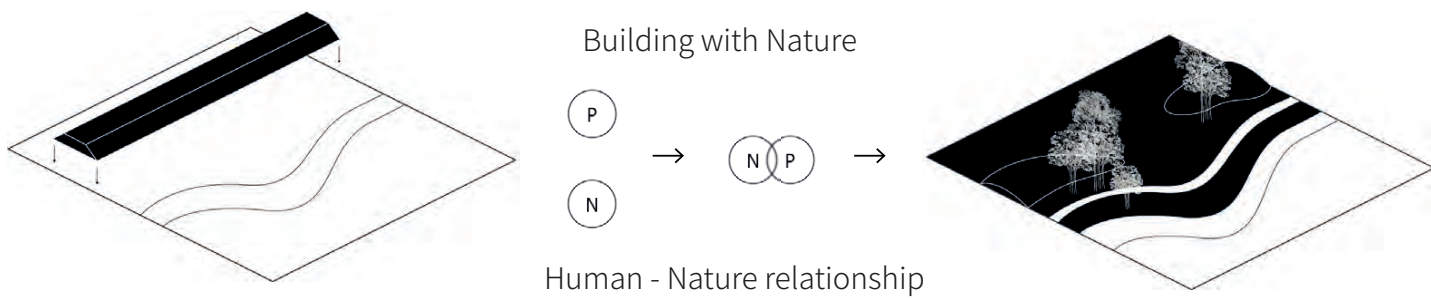 Building with Nature
P
N P
N
Human - Nature relationship